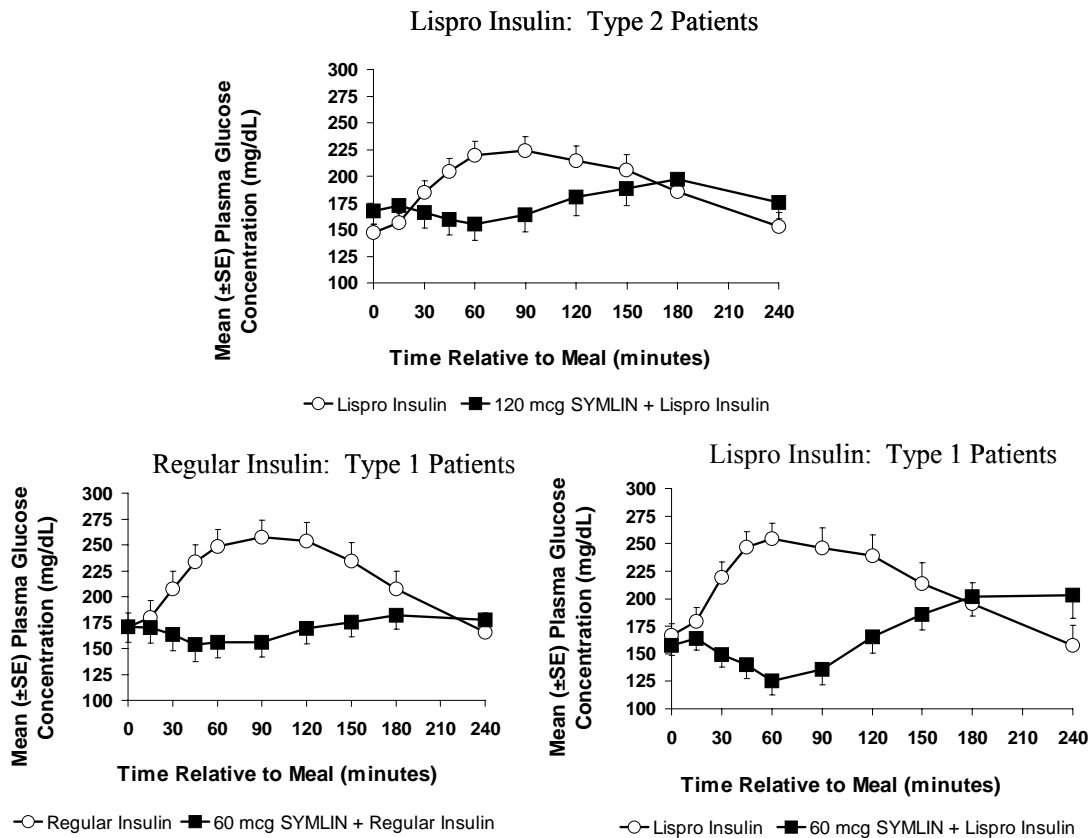 Lispro Insulin: Type 2 Patients
Mean (±SE) Plasma Glucose
Concentration (mg/dL)
300
275
250
225
200
175
150
125
100
0 30 60 90 120 150 180 210 240
Time Relative to Meal (minutes)
Lispro Insulin 120 mcg SYMLIN + Lispro Insulin
Regular Insulin: Type 1 Patients
Mean (±SE) Plasma Glucose
Concentration (mg/dL)
300
275
250
225
200
175
150
125
100
0 30 60 90 120 150 180 210 240
Time Relative to Meal (minutes)
Regular Insulin 60 mcg SYMLIN + Regular Insulin
Lispro Insulin: Type 1 Patients
Mean (±SE) Plasma Glucose
Concentration (mg/dL)
300
275
250
225
200
175
150
125
100
0 30 60 90 120 150 180 210 240
Time Relative to Meal (minutes)
Lispro Insulin 60 mcg SYMLIN + Lispro Insulin